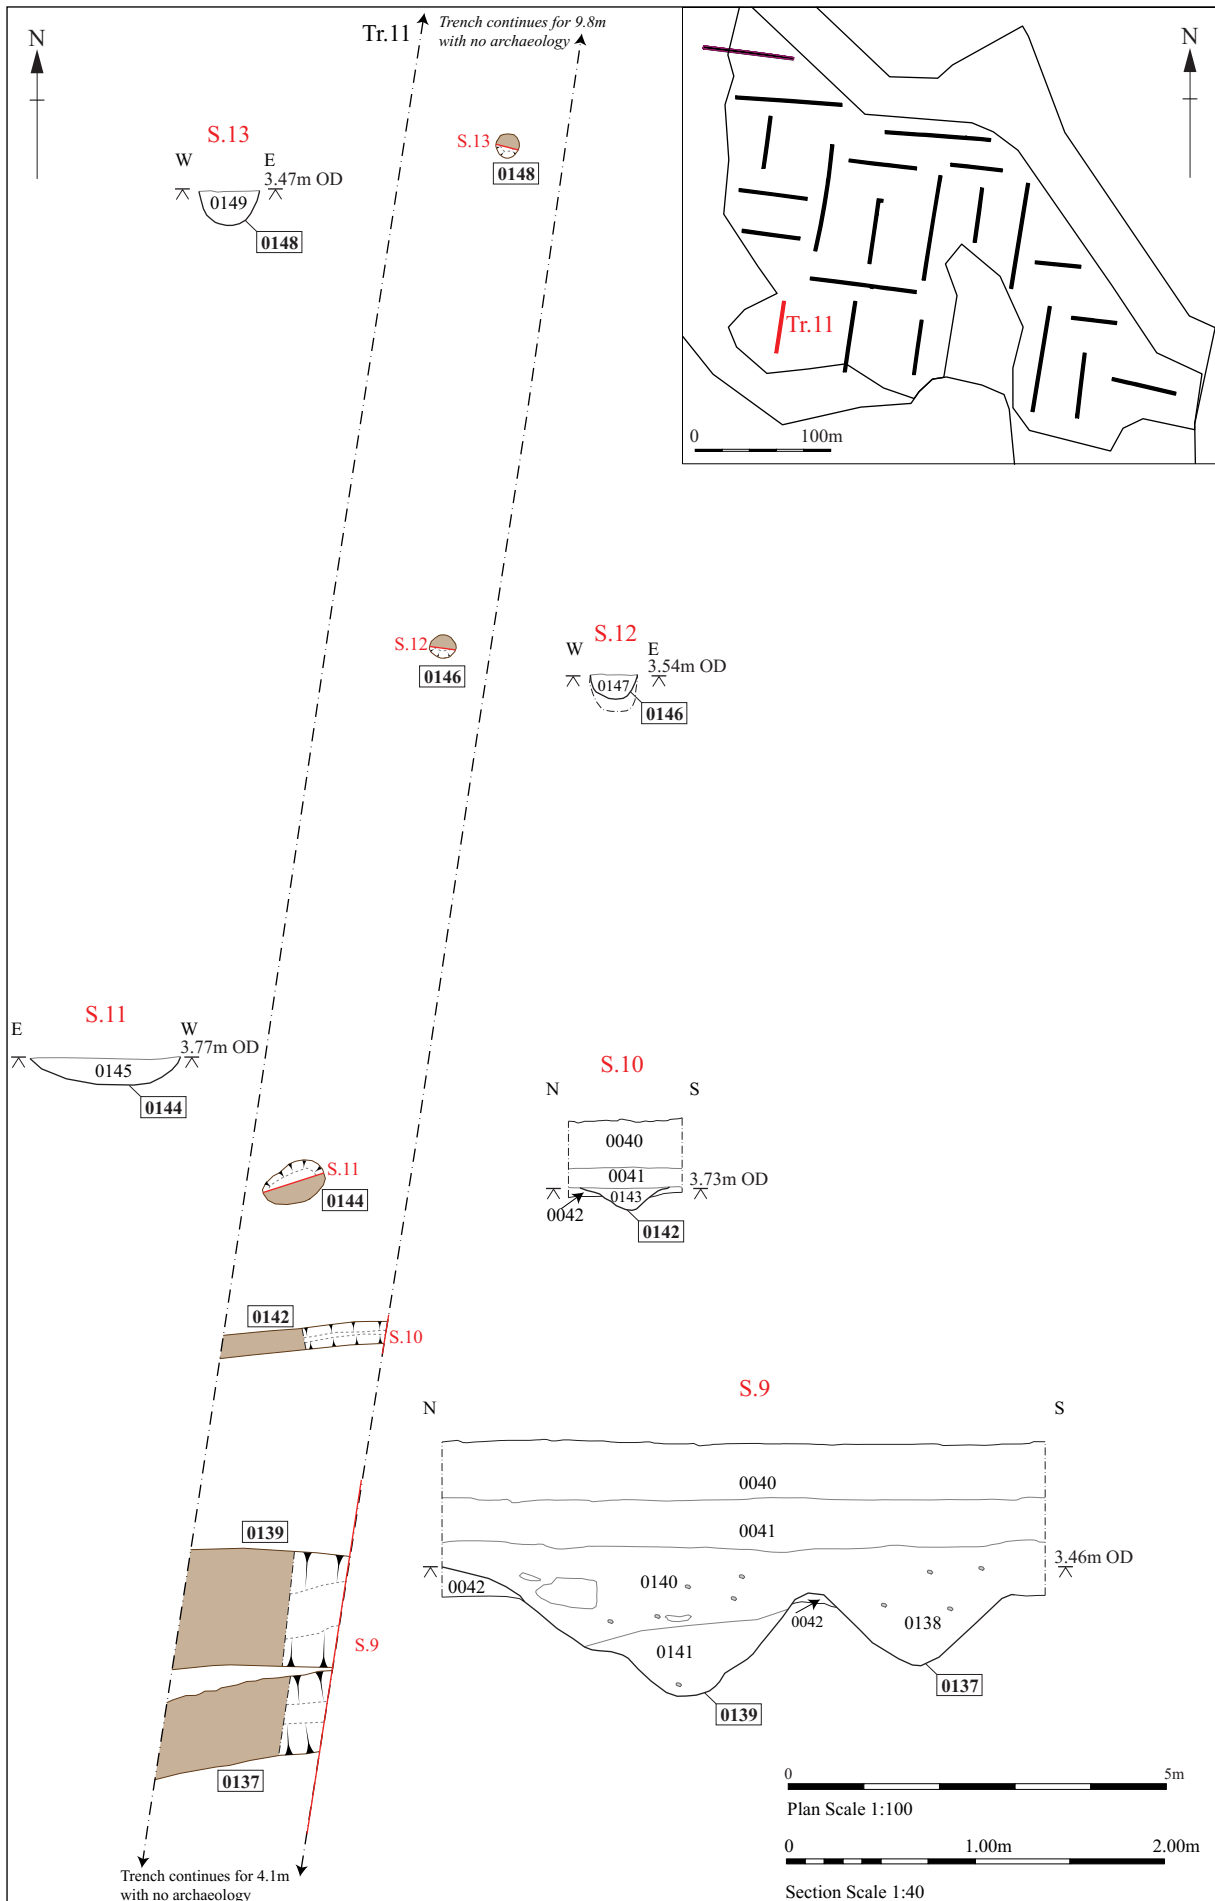 Tr.11
Trench continues for 9.8m
with no archaeology
N
N
S.13
W E
3.47m OD
0149
0148
S.13
0148
Tr.11
0 100m
S.12
0146
S.12
W E
3.54m OD
0147
0146
S.11
E W
3.77m OD
0145
0144
S.11
0144
S.10
N S
0040
0041
3.73m OD
0143
0042
0142
0142
S.10
S.9
N S
0040
0041
3.46m OD
0042
0140
0042
0138
0141
0137
0139
0139
S.9
0137
0 5m
Plan Scale 1:100
0 1.00m 2.00m
Section Scale 1:40
Trench continues for 4.1m
with no archaeology